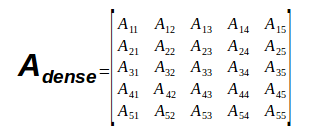 A₁₁ A₁₂ A₁₃ A₁₄ A₁₅
A₂₁ A₂₂ A₂₃ A₂₄ A₂₅
A_dense = A₃₁ A₃₂ A₃₃ A₃₄ A₃₅
A₄₁ A₄₂ A₄₃ A₄₄ A₄₅
A₅₁ A₅₂ A₅₃ A₅₄ A₅₅